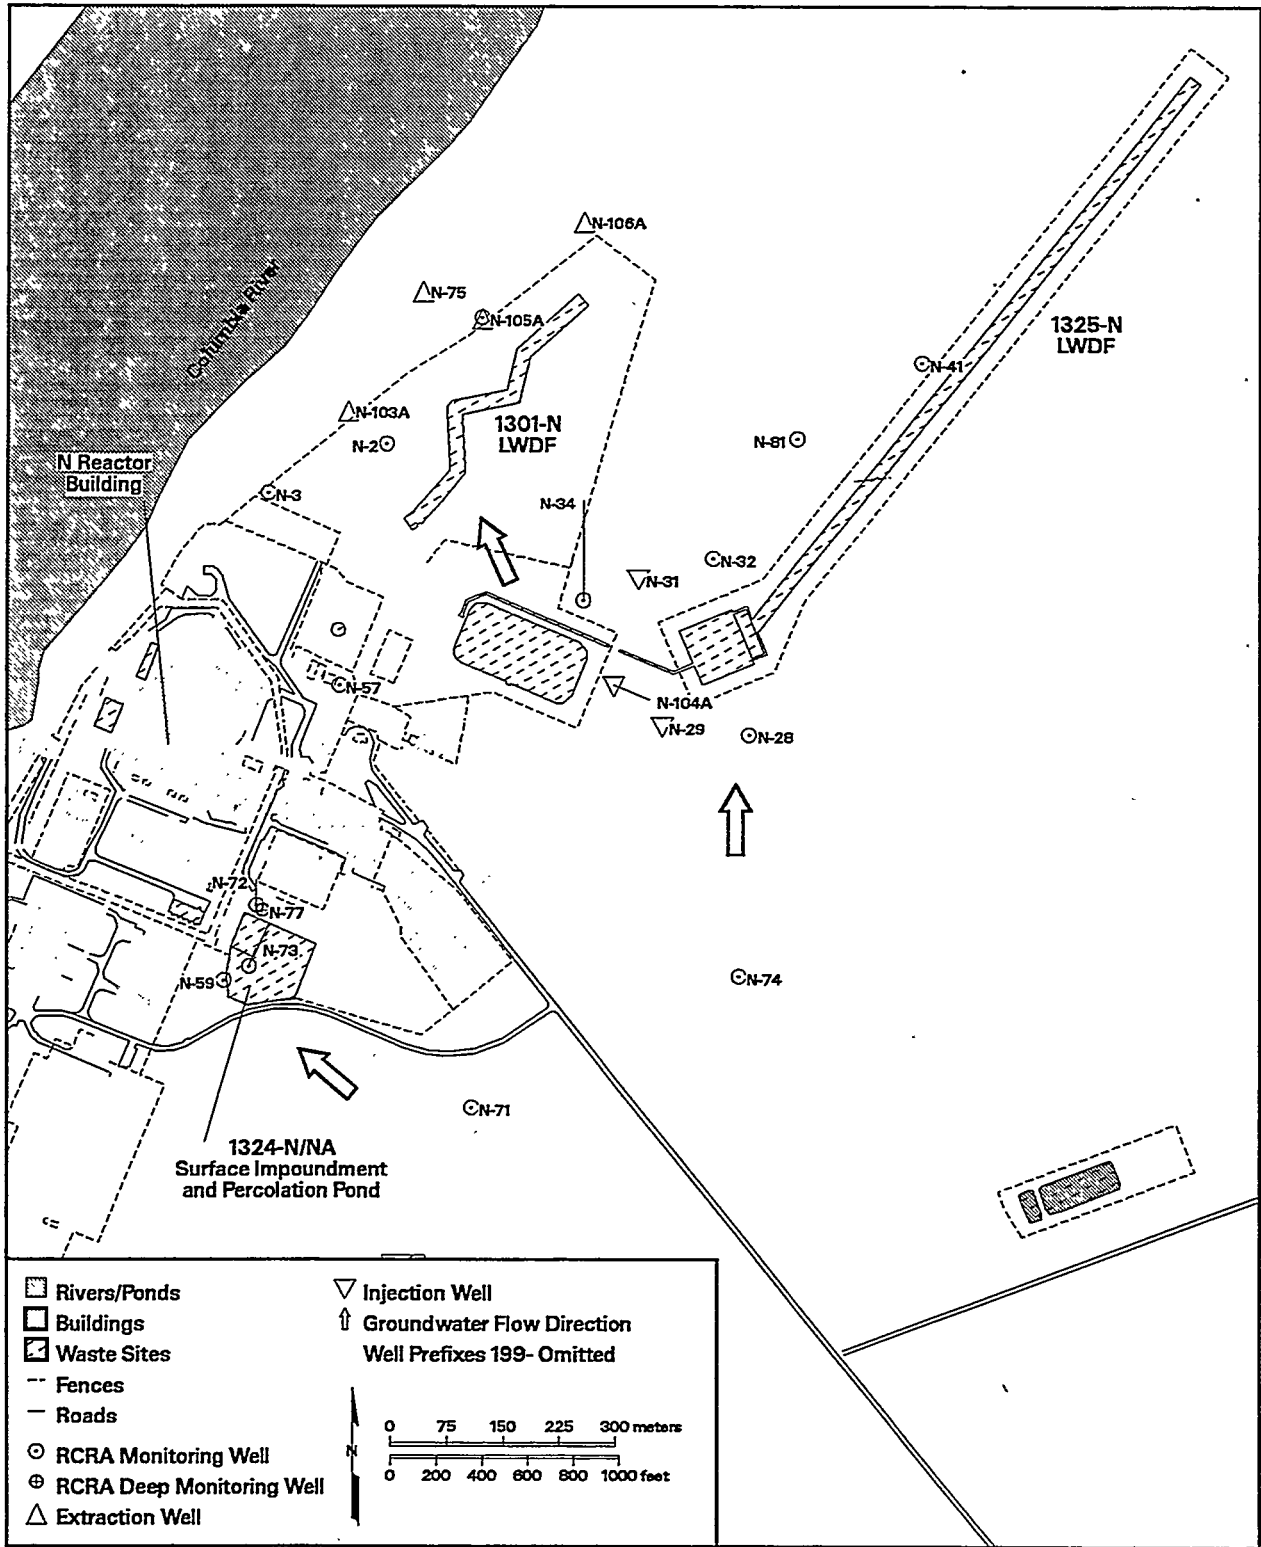 N-106A
N-75
N-105A
Columbia River
1325-N
LWDF
N-41
N-103A
1301-N
LWDF
N-2
N-81
N Reactor
Building
N-3
N-34
N-32
N-31
N-57
N-104A
N-29
N-28
N-72
N-77
N-73
N-59
N-74
N-71
1324-N/NA
Surface Impoundment
and Percolation Pond
Rivers/Ponds
Buildings
Waste Sites
Fences
Roads
RCRA Monitoring Well
RCRA Deep Monitoring Well
Extraction Well
Injection Well
Groundwater Flow Direction
Well Prefixes 199- Omitted
N
0 75 150 225 300 meters
0 200 400 600 800 1000 feet